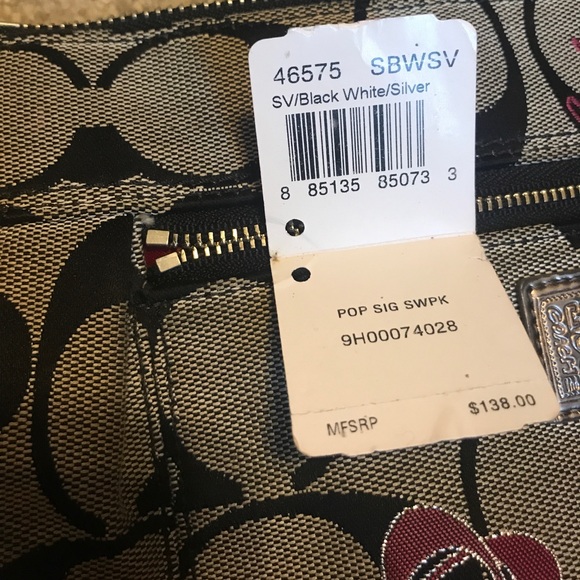 46575 SBWSV
SV/Black White/Silver
8 85135 85073 3
POP SIG SWPK
9H00074028
MFSRP $138.00